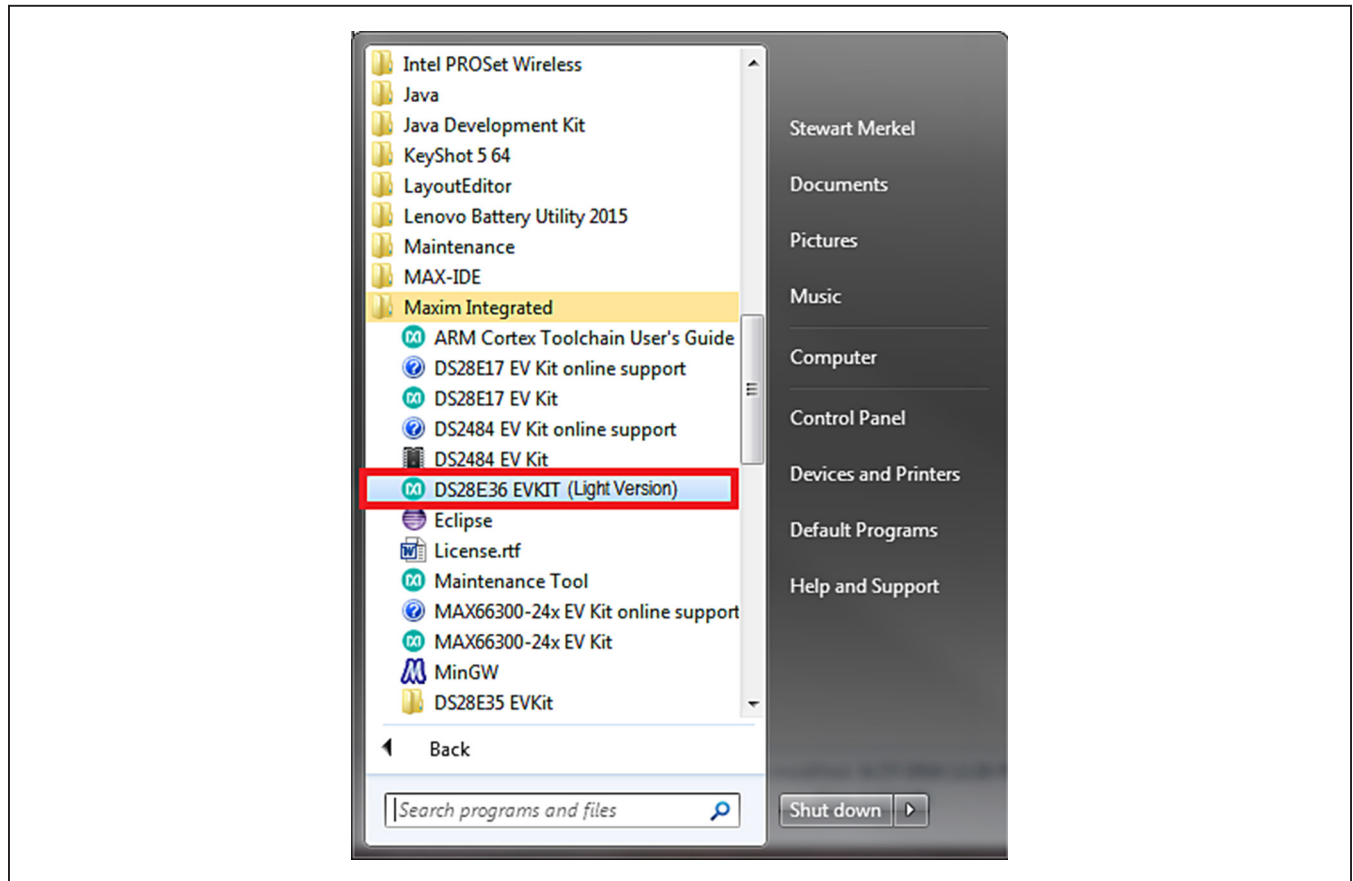 Intel PROSet Wireless
Java
Java Development Kit
KeyShot 5 64
LayoutEditor
Lenovo Battery Utility 2015
Maintenance
MAX-IDE
Maxim Integrated
ARM Cortex Toolchain User's Guide
DS28E17 EV Kit online support
DS28E17 EV Kit
DS2484 EV Kit online support
DS2484 EV Kit
DS28E36 EVKIT (Light Version)
Eclipse
License.rtf
Maintenance Tool
MAX66300-24x EV Kit online support
MAX66300-24x EV Kit
MinGW
DS28E35 EVKit
Back
Search programs and files
Stewart Merkel
Documents
Pictures
Music
Computer
Control Panel
Devices and Printers
Default Programs
Help and Support
Shut down